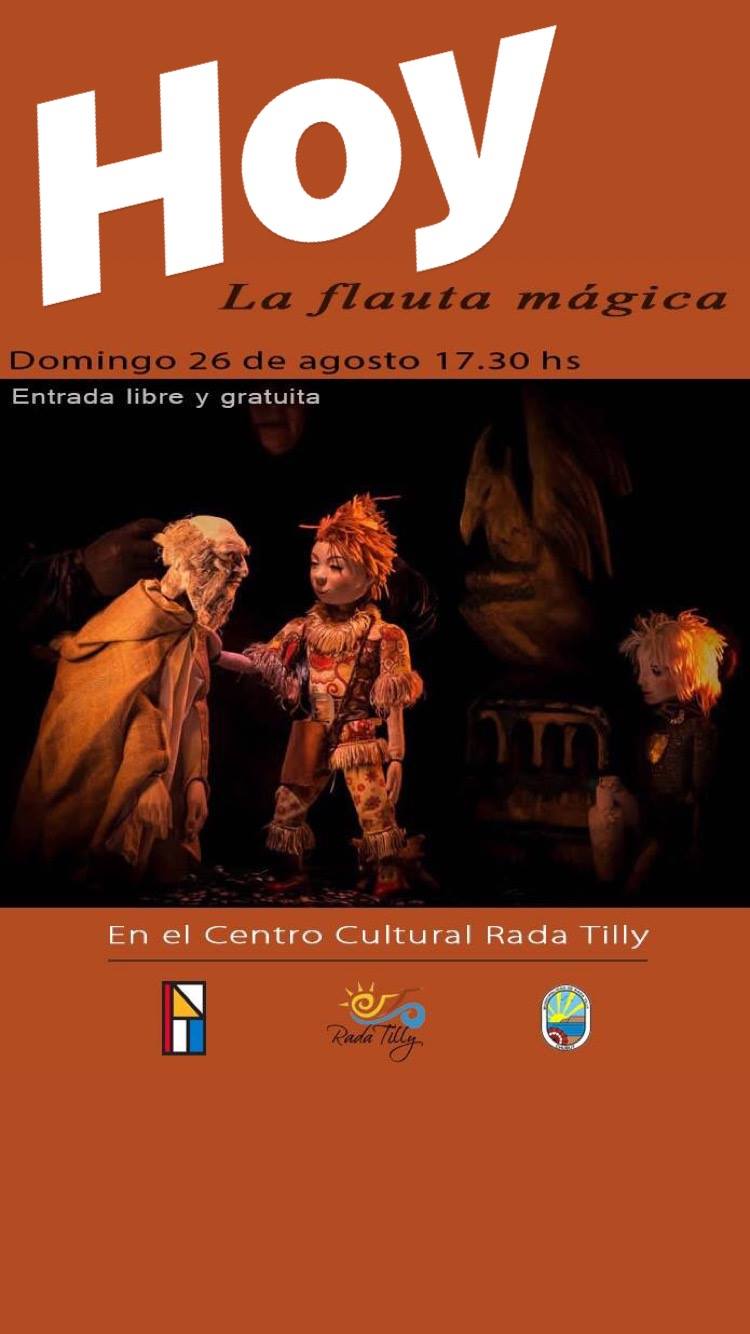 Hoy
La flauta mágica
Domingo 26 de agosto 17.30 hs
Entrada libre y gratuita
En el Centro Cultural Rada Tilly
Rada Tilly